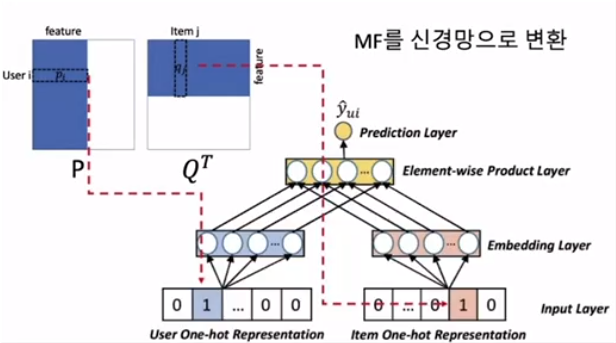 feature
Item j
MF를 신경망으로 변환
User i
p_i
q_j
feature
ŷ_ui
Prediction Layer
P
Q^T
Element-wise Product Layer
...
... ...
Embedding Layer
0 1 ... 0 0
0 ... 0 1 0
Input Layer
User One-hot Representation
Item One-hot Representation